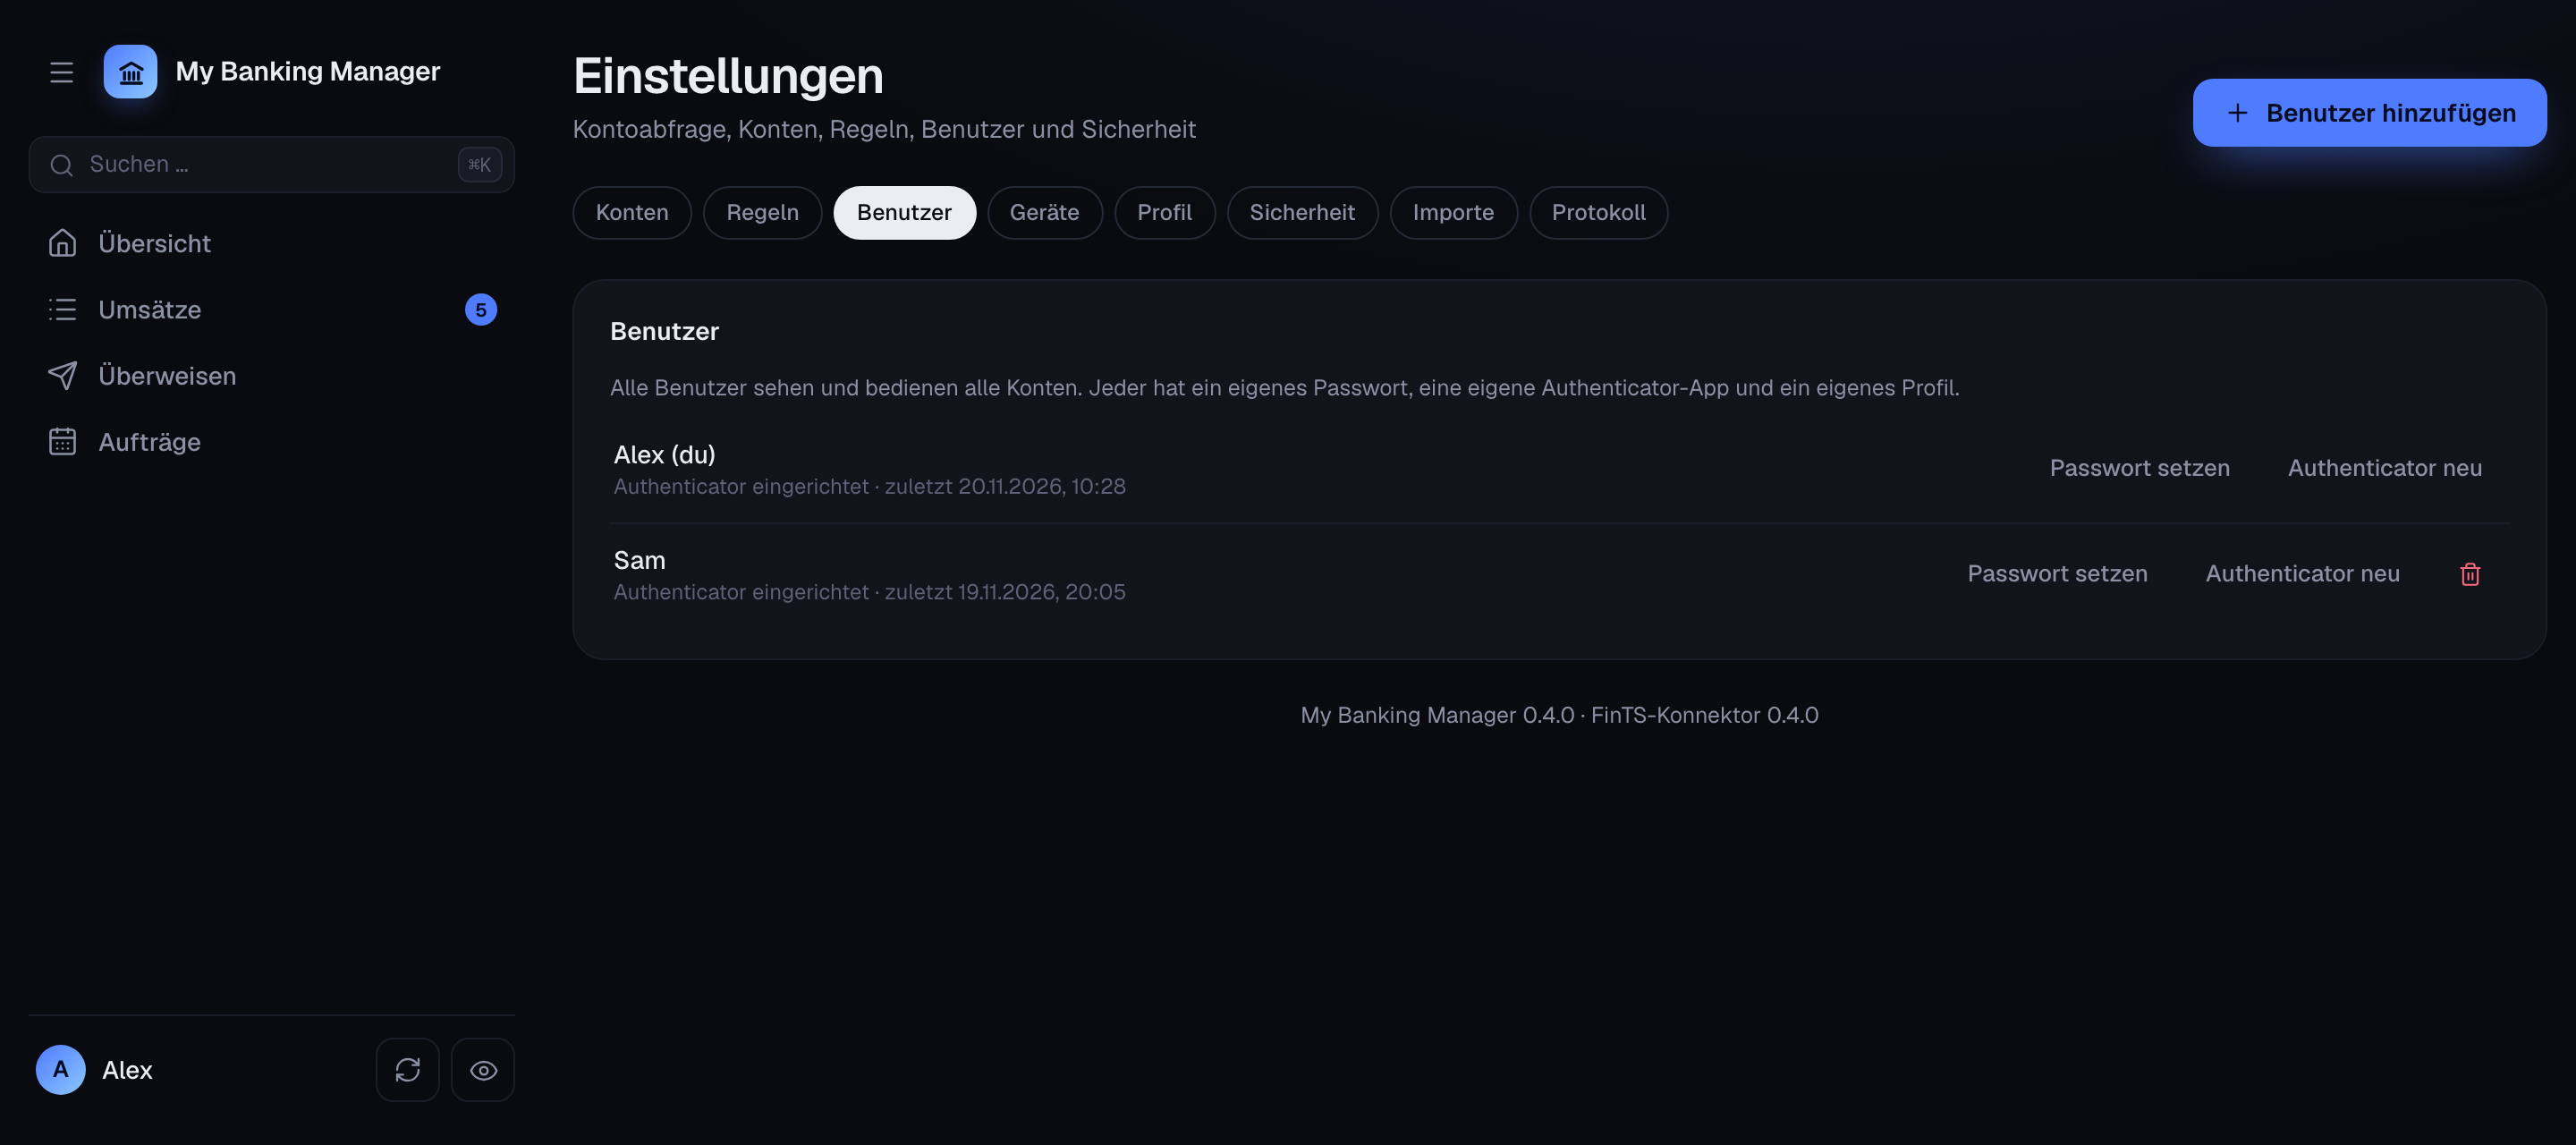 My Banking Manager
Suchen …
⌘K
Übersicht
Umsätze
5
Überweisen
Aufträge
A
Alex
Einstellungen
Kontoabfrage, Konten, Regeln, Benutzer und Sicherheit
Benutzer hinzufügen
Konten
Regeln
Benutzer
Geräte
Profil
Sicherheit
Importe
Protokoll
Benutzer
Alle Benutzer sehen und bedienen alle Konten. Jeder hat ein eigenes Passwort, eine eigene Authenticator-App und ein eigenes Profil.
Alex (du)
Authenticator eingerichtet · zuletzt 20.11.2026, 10:28
Passwort setzen
Authenticator neu
Sam
Authenticator eingerichtet · zuletzt 19.11.2026, 20:05
Passwort setzen
Authenticator neu
My Banking Manager 0.4.0 · FinTS-Konnektor 0.4.0